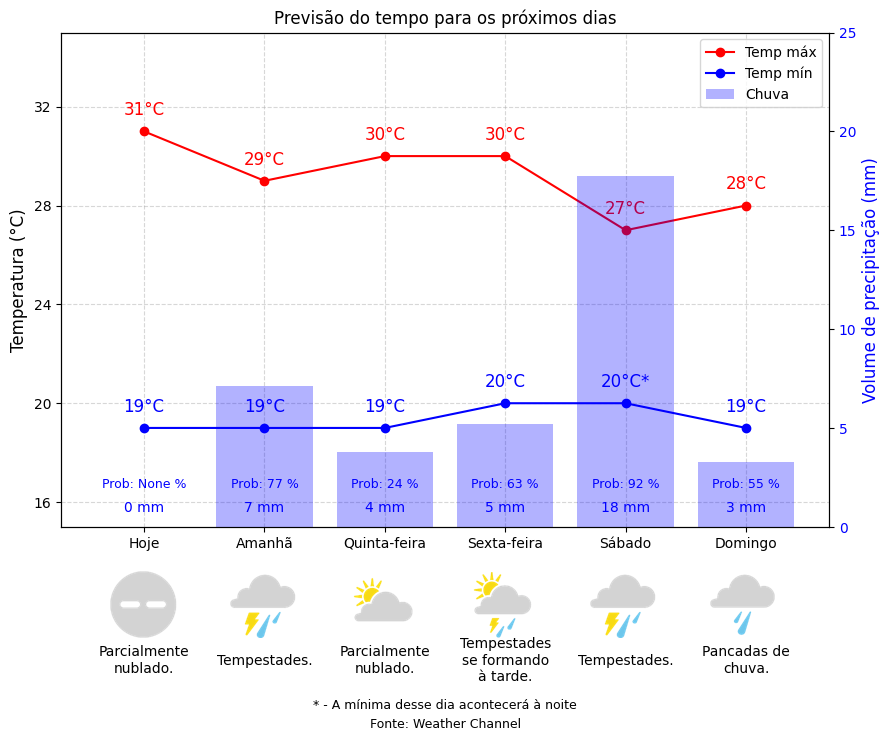 Previsão do tempo para os próximos dias
Temp máx
Temp mín
Chuva
Temperatura (°C)
Volume de precipitação (mm)
32
28
24
20
16
25
20
15
10
5
0
31°C
29°C
30°C
30°C
27°C
28°C
19°C
19°C
19°C
20°C
20°C*
19°C
Prob: None %
Prob: 77 %
Prob: 24 %
Prob: 63 %
Prob: 92 %
Prob: 55 %
0 mm
7 mm
4 mm
5 mm
18 mm
3 mm
Hoje
Amanhã
Quinta-feira
Sexta-feira
Sábado
Domingo
Parcialmente
nublado.
Tempestades.
Parcialmente
nublado.
Tempestades
se formando
à tarde.
Tempestades.
Pancadas de
chuva.
* - A mínima desse dia acontecerá à noite
Fonte: Weather Channel